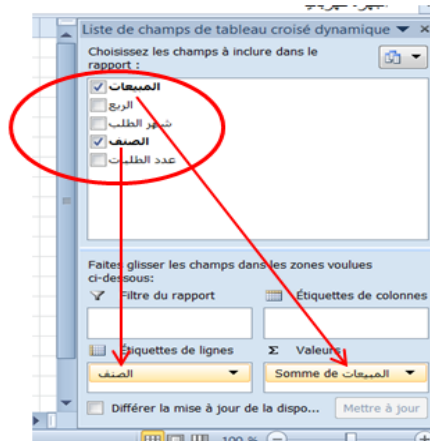 Liste de champs de tableau croisé dynamique
Choisissez les champs à inclure dans le
rapport :
المبيعات
الربع
شهر الطلب
الصنف
عدد الطلبات
Faites glisser les champs dans les zones voulues
ci-dessous:
Filtre du rapport
Étiquettes de colonnes
Étiquettes de lignes
Σ Valeurs
الصنف
Somme de المبيعات
Différer la mise à jour de la dispo...
Mettre à jour
100 %